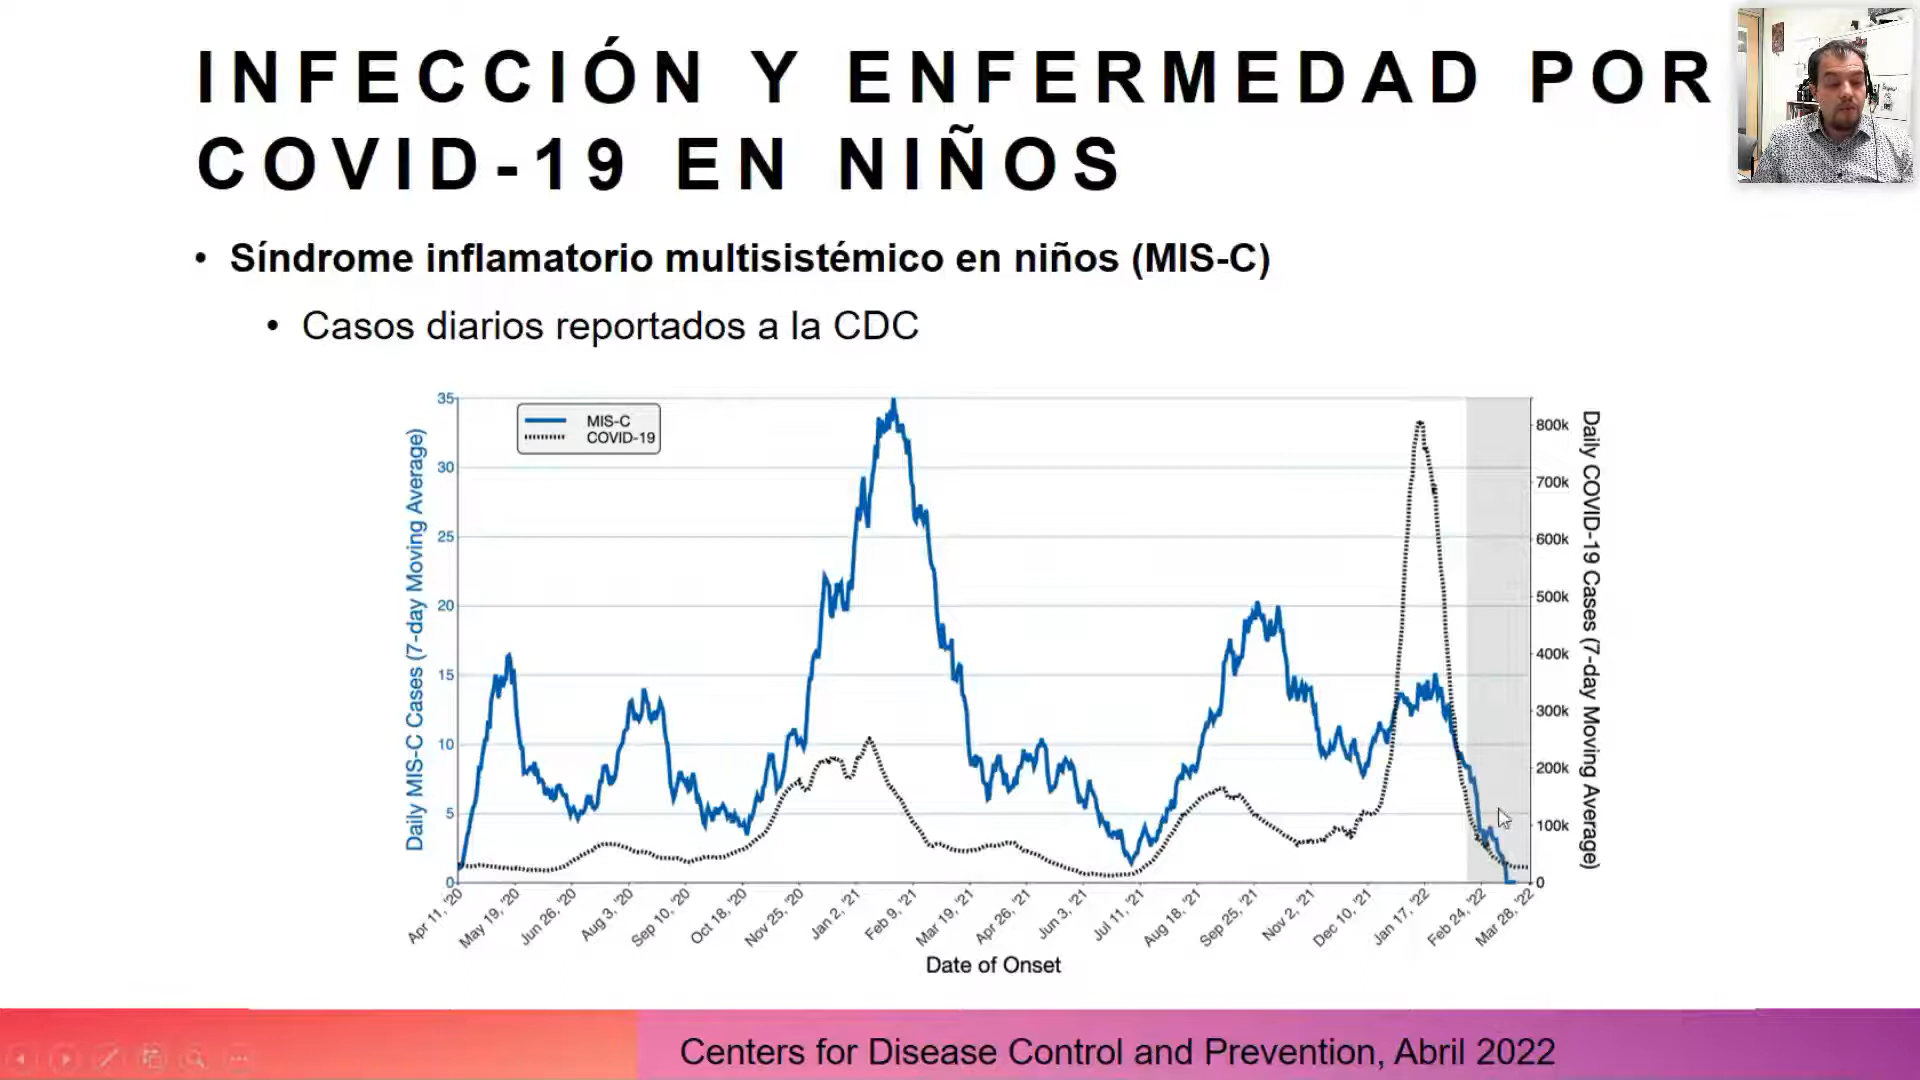 INFECCIÓN Y ENFERMEDAD POR
COVID-19 EN NIÑOS
• Síndrome inflamatorio multisistémico en niños (MIS-C)
• Casos diarios reportados a la CDC
MIS-C
COVID-19
Daily MIS-C Cases (7-day Moving Average)
35
30
25
20
15
10
5
0
Daily COVID-19 Cases (7-day Moving Average)
800k
700k
600k
500k
400k
300k
200k
100k
0
Apr 11, '20
May 19, '20
Jun 26, '20
Aug 3, '20
Sep 10, '20
Oct 18, '20
Nov 25, '20
Jan 2, '21
Feb 9, '21
Mar 19, '21
Apr 26, '21
Jun 3, '21
Jul 11, '21
Aug 18, '21
Sep 25, '21
Nov 2, '21
Dec 10, '21
Jan 17, '22
Feb 24, '22
Mar 28, '22
Date of Onset
Centers for Disease Control and Prevention, Abril 2022